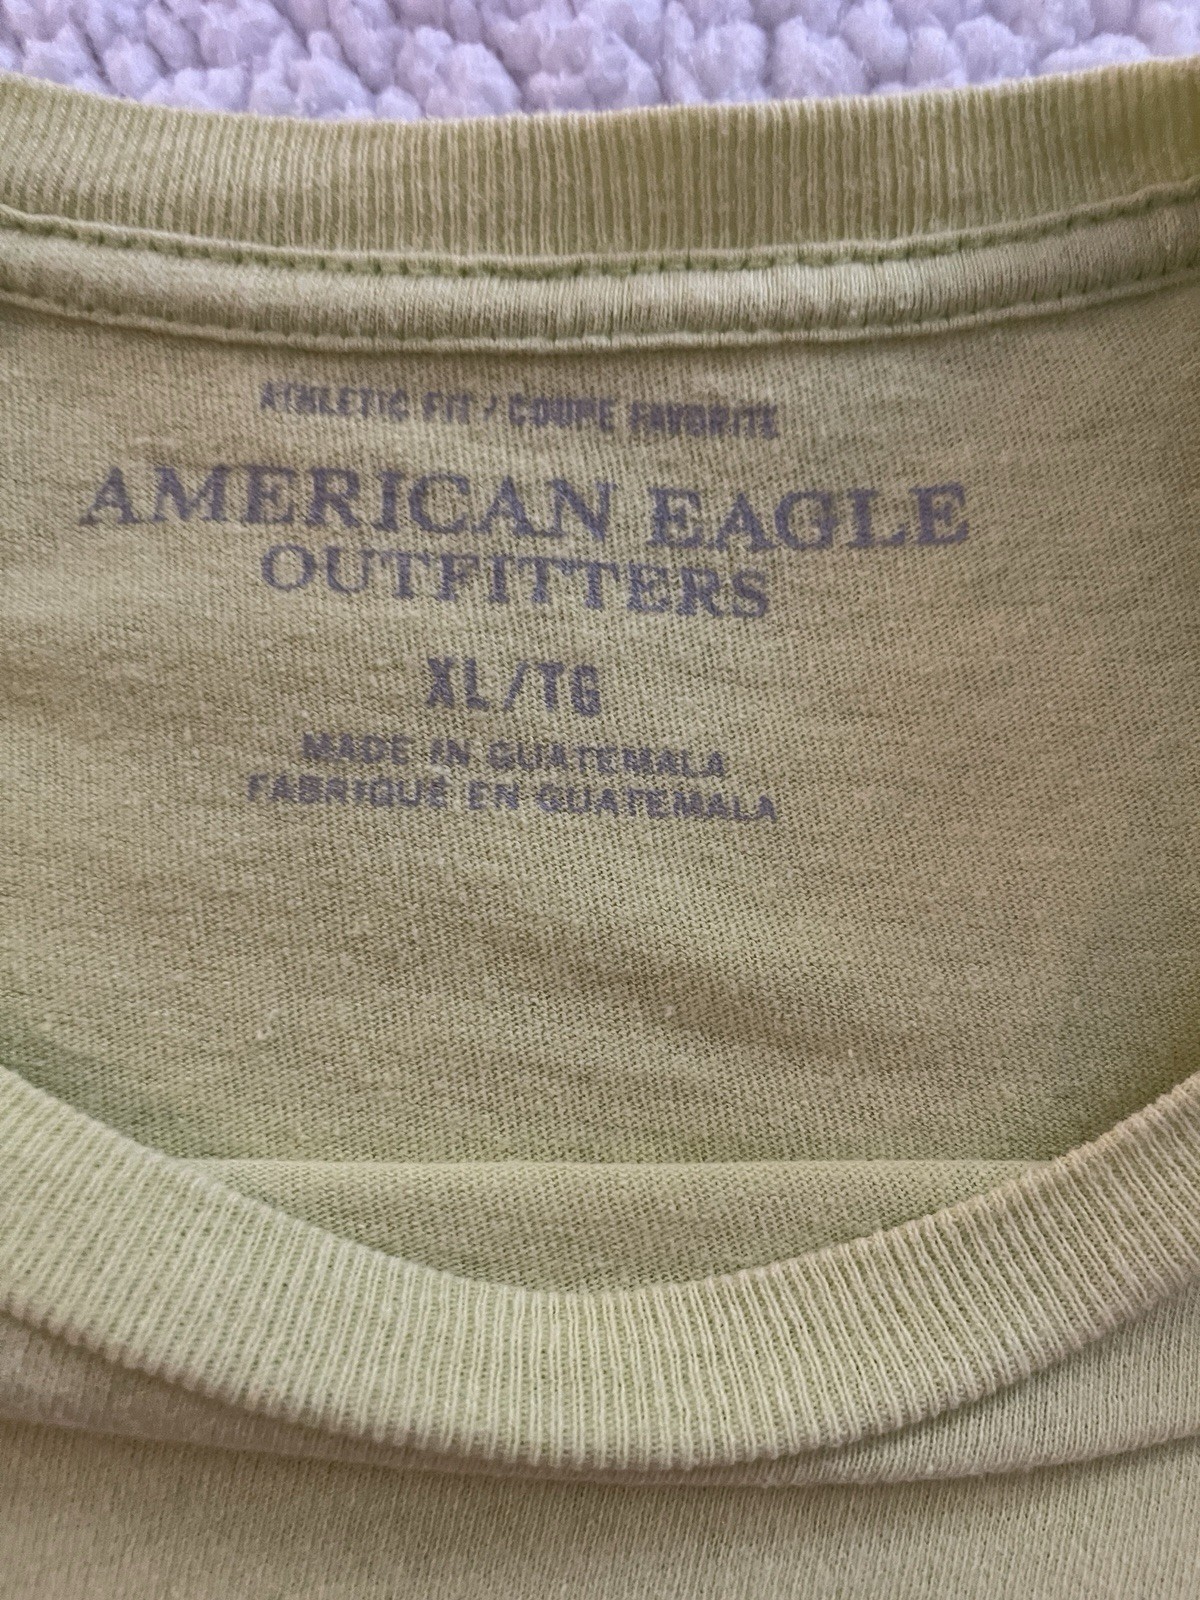 ATHLETIC FIT / COUPE FAVORITE
AMERICAN EAGLE
OUTFITTERS
XL/TG
MADE IN GUATEMALA
FABRIQUÉ EN GUATEMALA